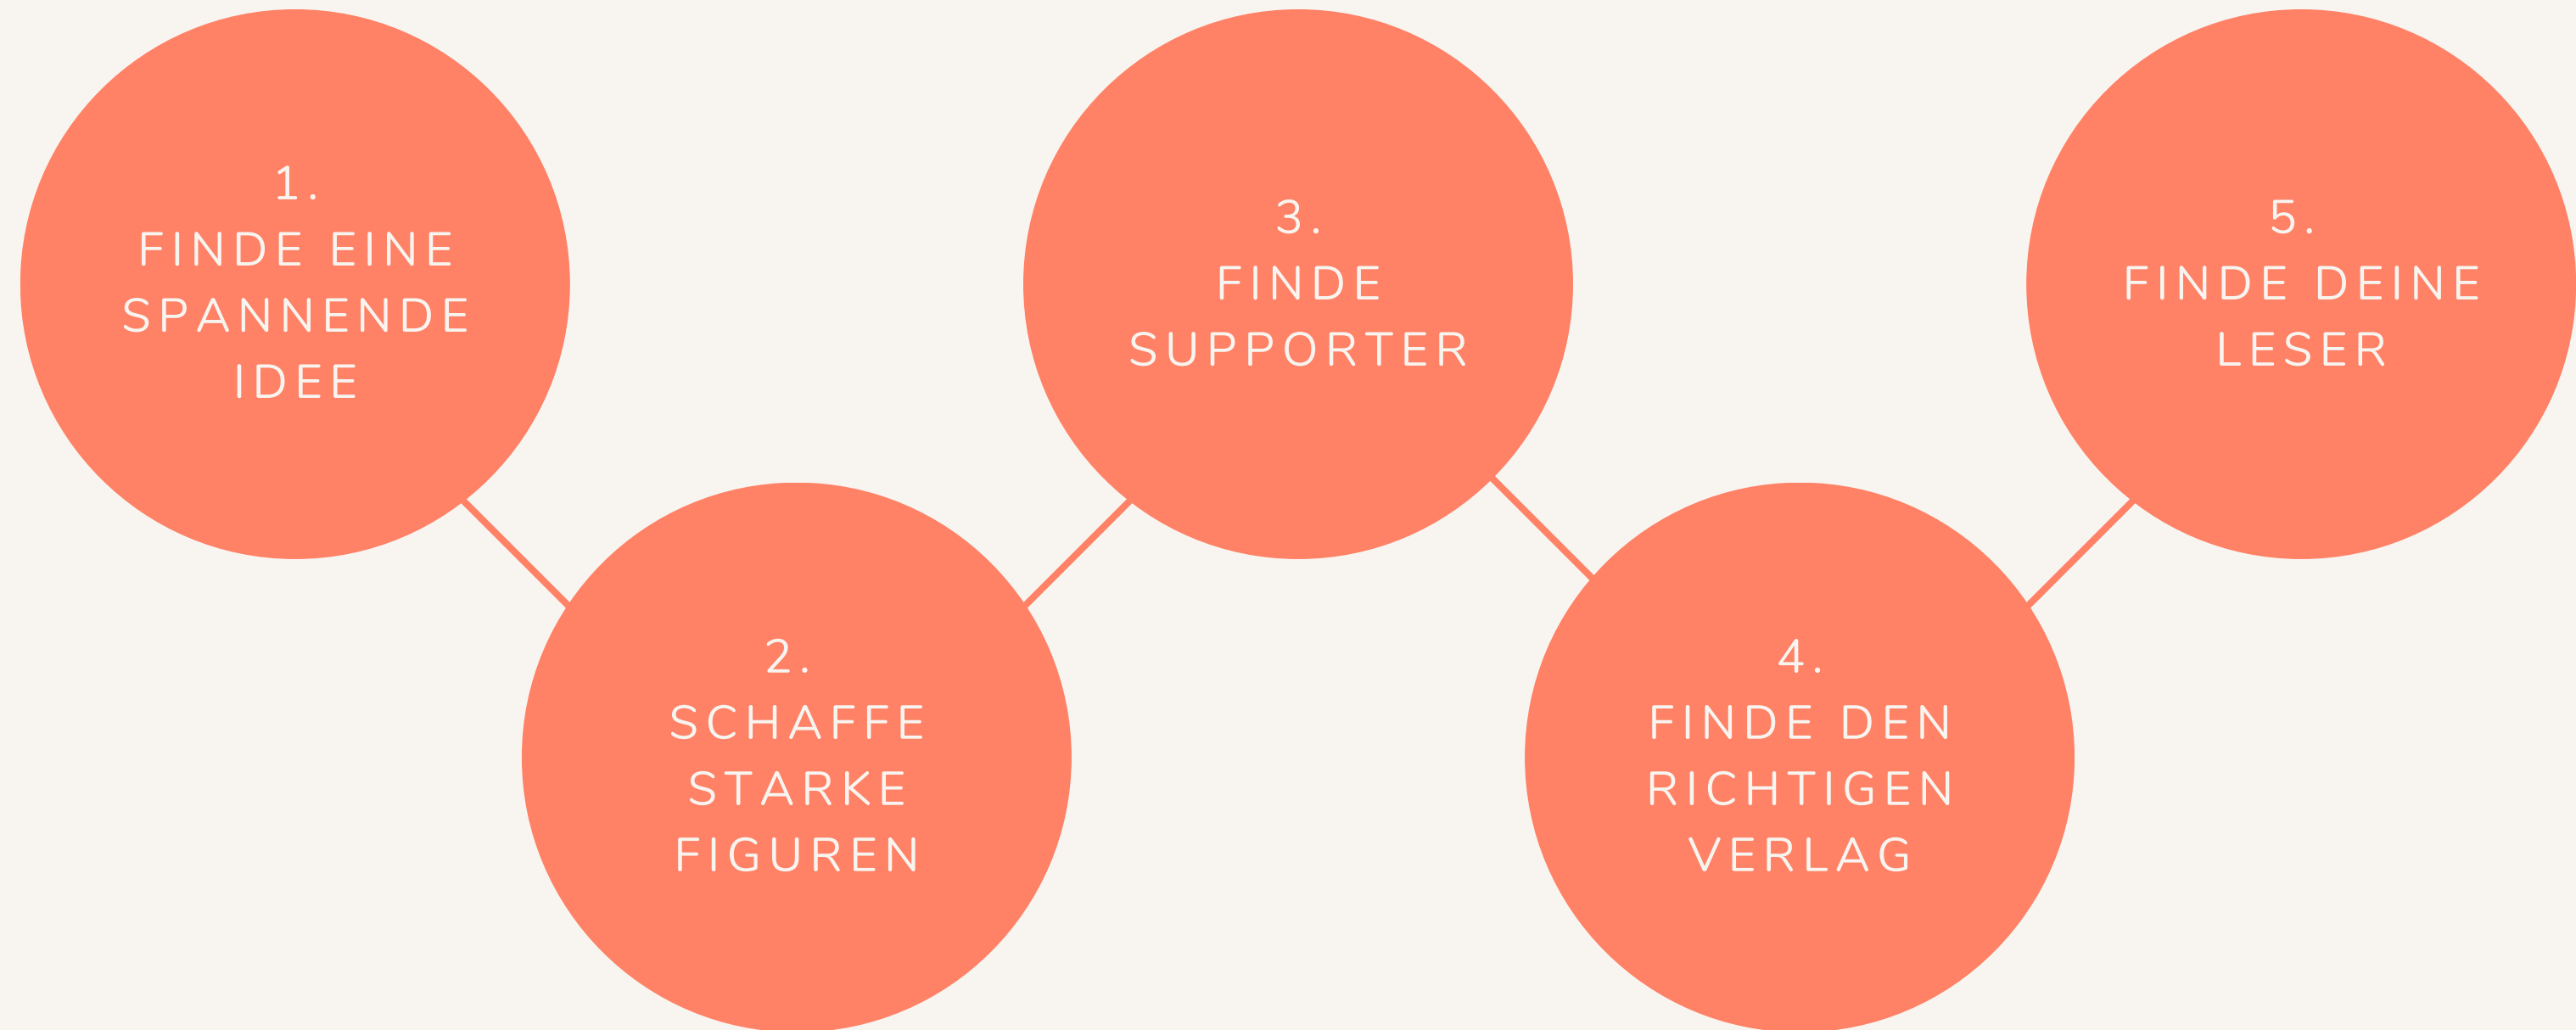 1.
FINDE EINE
SPANNENDE
IDEE
2.
SCHAFFE
STARKE
FIGUREN
3.
FINDE
SUPPORTER
4.
FINDE DEN
RICHTIGEN
VERLAG
5.
FINDE DEINE
LESER